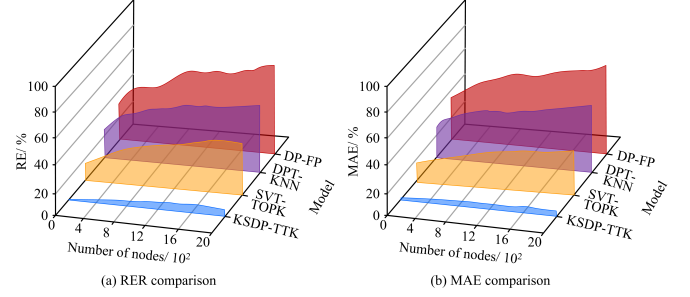 100
80
60
40
20
0
RE/ %
0
4
8
12
16
20
Number of nodes/ 10²
DP-FP
DPT-
KNN
SVT-
TOPK
KSDP-TTK
Model
(a) RER comparison
100
80
60
40
20
0
MAE/ %
0
4
8
12
16
20
Number of nodes/ 10²
DP-FP
DPT-
KNN
SVT-
TOPK
KSDP-TTK
Model
(b) MAE comparison